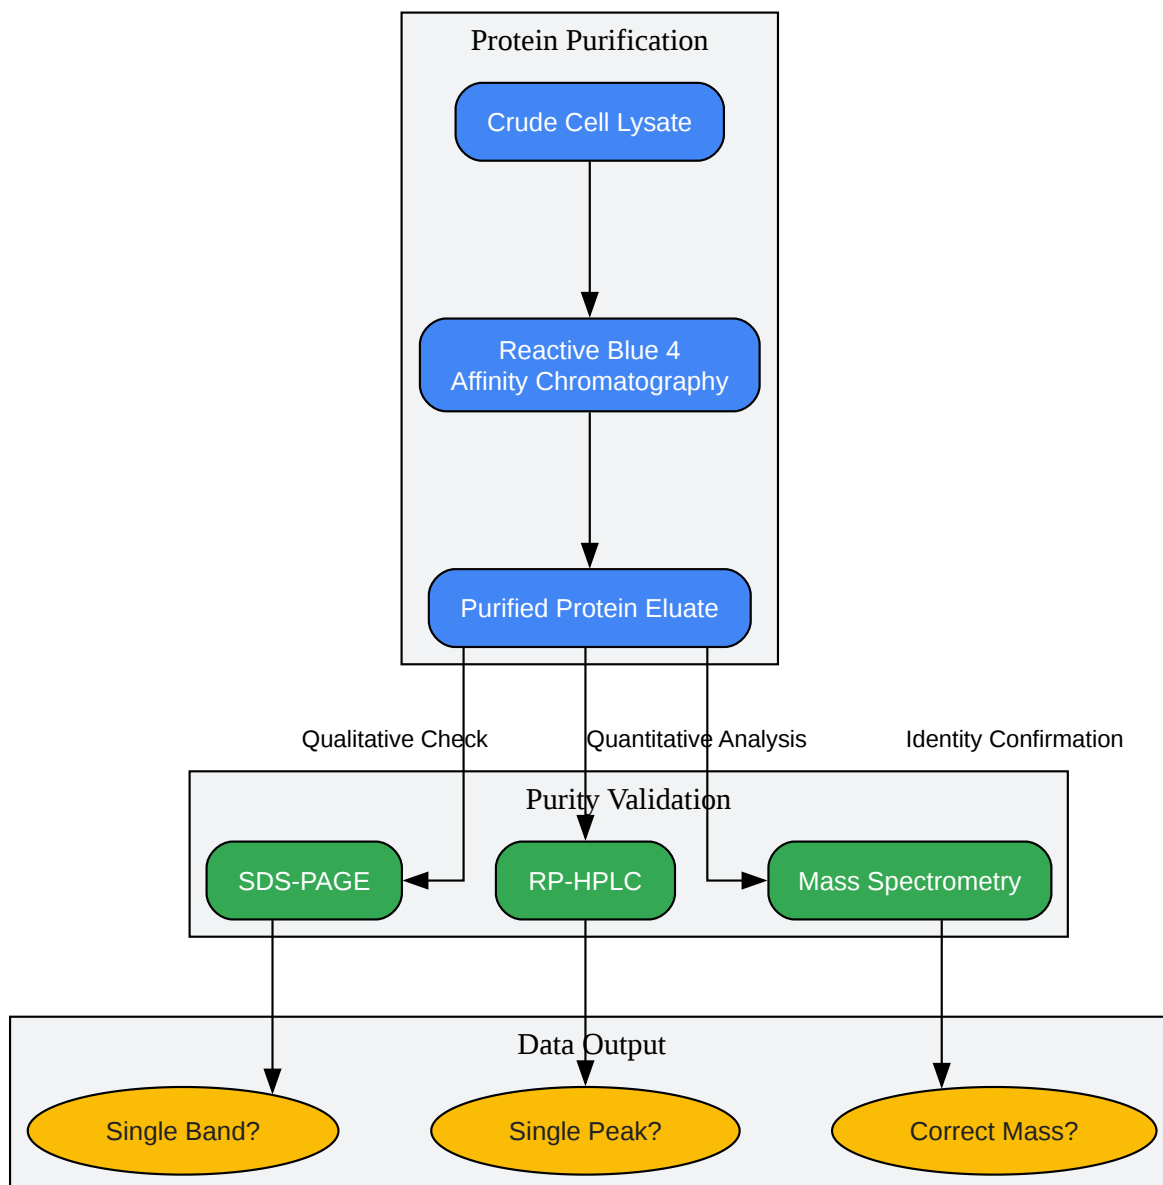 Protein Purification
Crude Cell Lysate
Reactive Blue 4
Affinity Chromatography
Purified Protein Eluate
Qualitative Check
Quantitative Analysis
Identity Confirmation
Purity Validation
SDS-PAGE
RP-HPLC
Mass Spectrometry
Data Output
Single Band?
Single Peak?
Correct Mass?